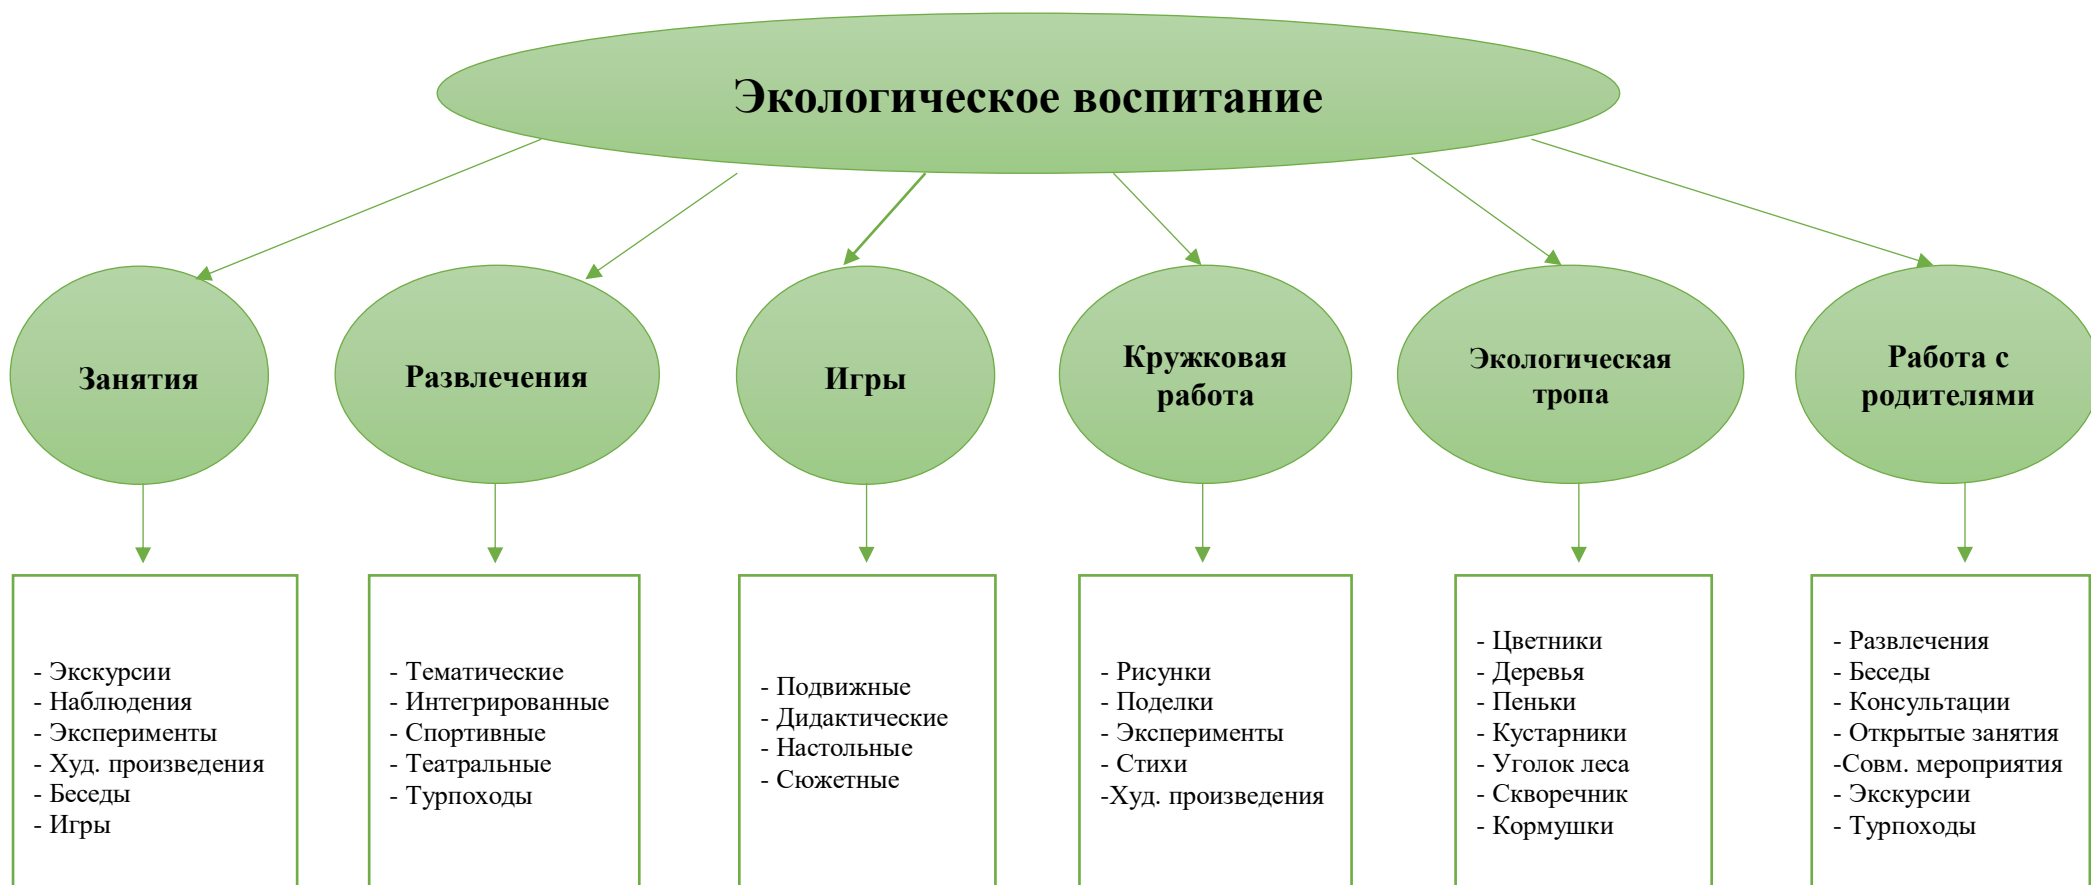 Экологическое воспитание
Занятия
Развлечения
Игры
Кружковая
работа
Экологическая
тропа
Работа с
родителями
- Экскурсии
- Наблюдения
- Эксперименты
- Худ. произведения
- Беседы
- Игры
- Тематические
- Интегрированные
- Спортивные
- Театральные
- Турпоходы
- Подвижные
- Дидактические
- Настольные
- Сюжетные
- Рисунки
- Поделки
- Эксперименты
- Стихи
-Худ. произведения
- Цветники
- Деревья
- Пеньки
- Кустарники
- Уголок леса
- Скворечник
- Кормушки
- Развлечения
- Беседы
- Консультации
- Открытые занятия
-Совм. мероприятия
- Экскурсии
- Турпоходы